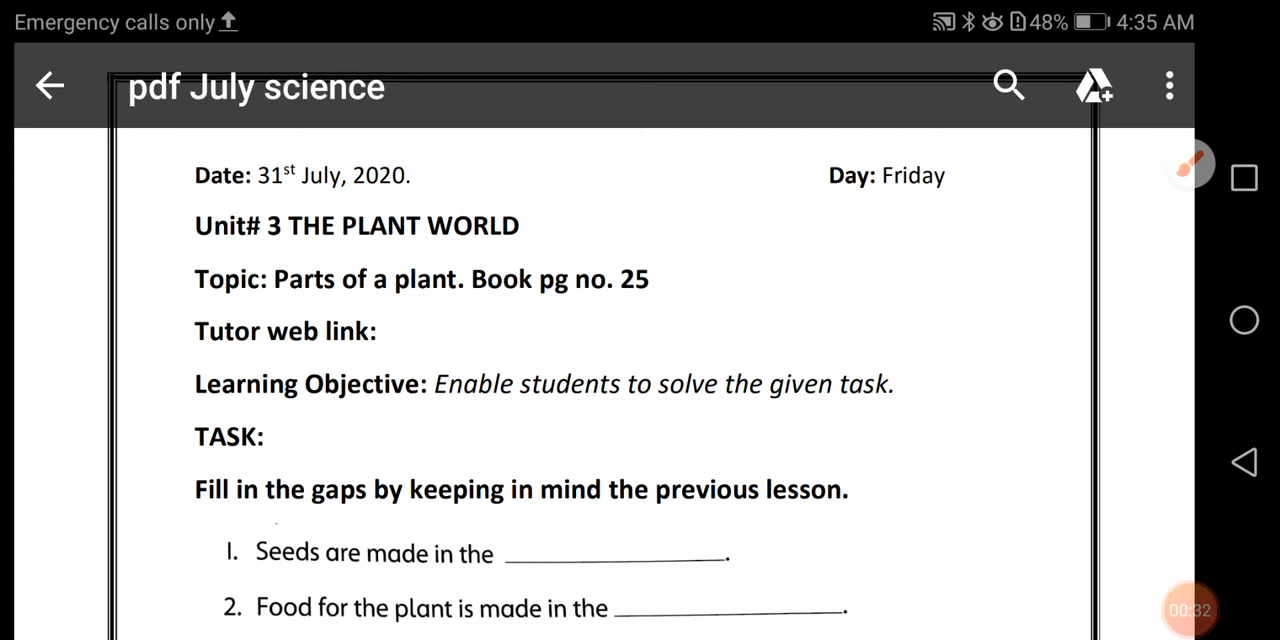 Emergency calls only
48% 4:35 AM
pdf July science
Date: 31st July, 2020. Day: Friday
Unit# 3 THE PLANT WORLD
Topic: Parts of a plant. Book pg no. 25
Tutor web link:
Learning Objective: Enable students to solve the given task.
TASK:
Fill in the gaps by keeping in mind the previous lesson.
1. Seeds are made in the ____________________.
2. Food for the plant is made in the ____________________.
00:32